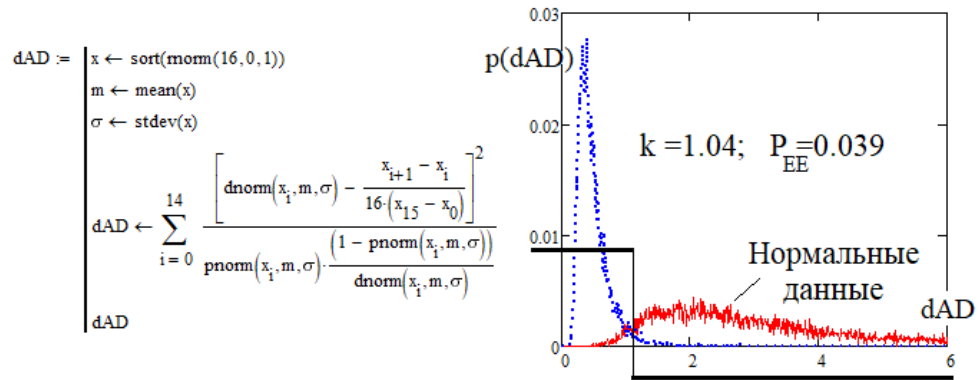 dAD := x ← sort(rnorm(16,0,1))
m ← mean(x)
σ ← stdev(x)
dAD ← ∑_{i = 0}^{14} [dnorm(x_i, m, σ) − (x_{i+1} − x_i)/(16·(x_15 − x_0))]^2 / (pnorm(x_i, m, σ)·(1 − pnorm(x_i, m, σ))/dnorm(x_i, m, σ))
dAD
0.03
p(dAD)
0.02
k =1.04; P_EE=0.039
0.01
Нормальные
данные
dAD
0
0 2 4 6